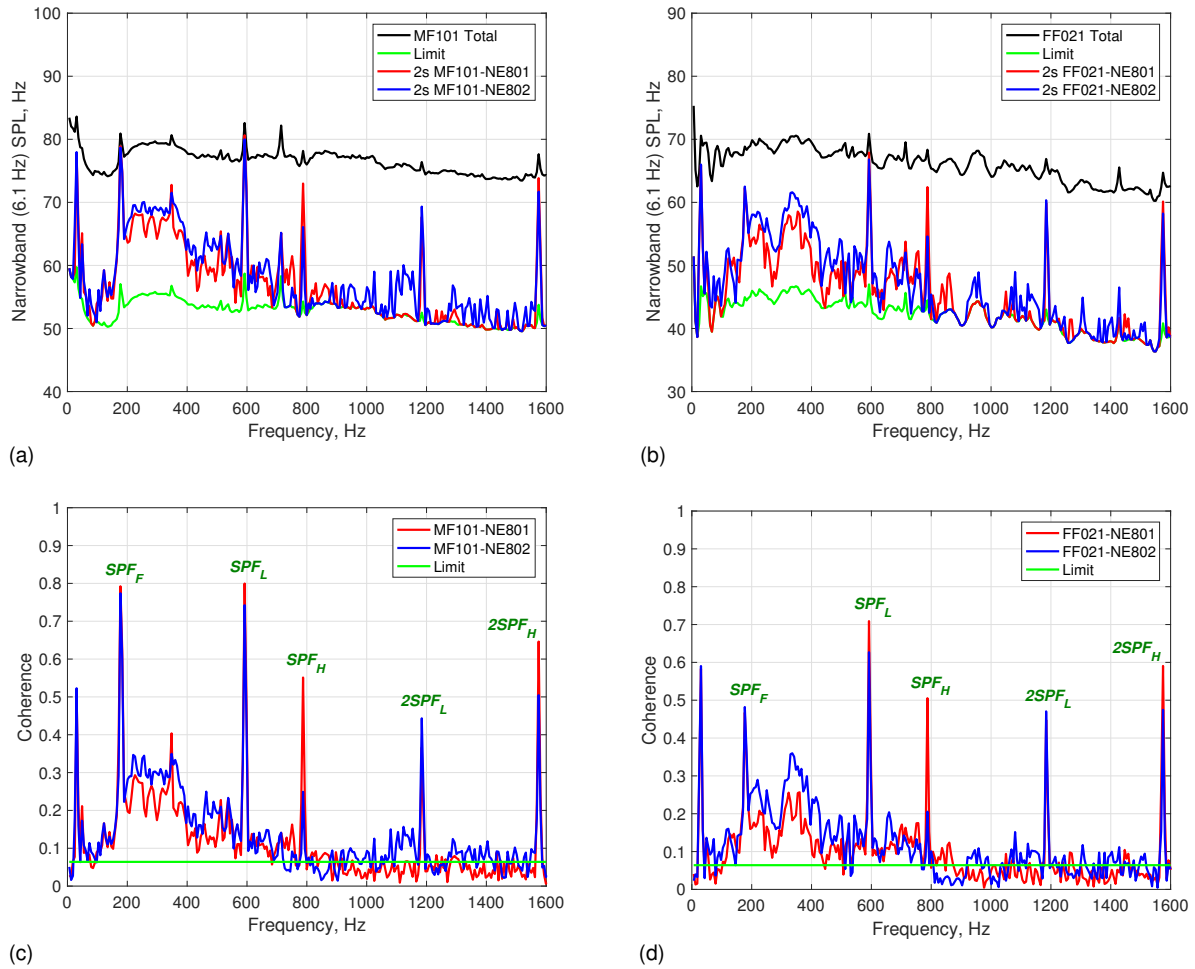 100
90
80
70
60
50
40
Narrowband (6.1 Hz) SPL, Hz
MF101 Total
Limit
2s MF101-NE801
2s MF101-NE802
0 200 400 600 800 1000 1200 1400 1600
Frequency, Hz
(a)
90
80
70
60
50
40
30
Narrowband (6.1 Hz) SPL, Hz
FF021 Total
Limit
2s FF021-NE801
2s FF021-NE802
0 200 400 600 800 1000 1200 1400 1600
Frequency, Hz
(b)
1
0.9
0.8
0.7
0.6
0.5
0.4
0.3
0.2
0.1
0
Coherence
MF101-NE801
MF101-NE802
Limit
SPF_F
SPF_L
SPF_H
2SPF_L
2SPF_H
0 200 400 600 800 1000 1200 1400 1600
Frequency, Hz
(c)
1
0.9
0.8
0.7
0.6
0.5
0.4
0.3
0.2
0.1
0
Coherence
FF021-NE801
FF021-NE802
Limit
SPF_F
SPF_L
SPF_H
2SPF_L
2SPF_H
0 200 400 600 800 1000 1200 1400 1600
Frequency, Hz
(d)